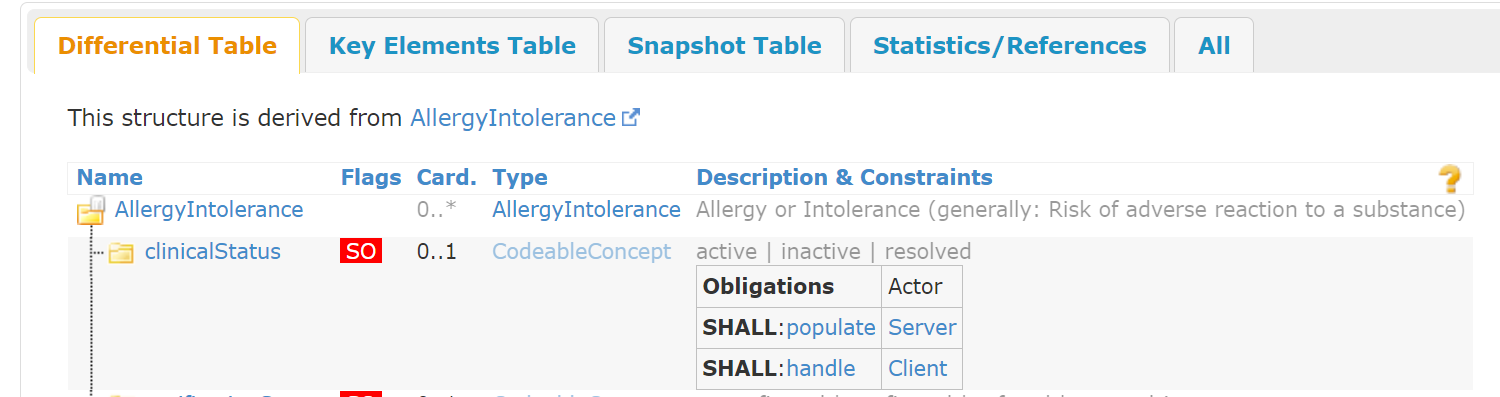 Differential Table Key Elements Table Snapshot Table Statistics/References All
This structure is derived from AllergyIntolerance
Name Flags Card. Type Description & Constraints
AllergyIntolerance 0..* AllergyIntolerance Allergy or Intolerance (generally: Risk of adverse reaction to a substance)
clinicalStatus SO 0..1 CodeableConcept active | inactive | resolved
Obligations Actor
SHALL:populate Server
SHALL:handle Client